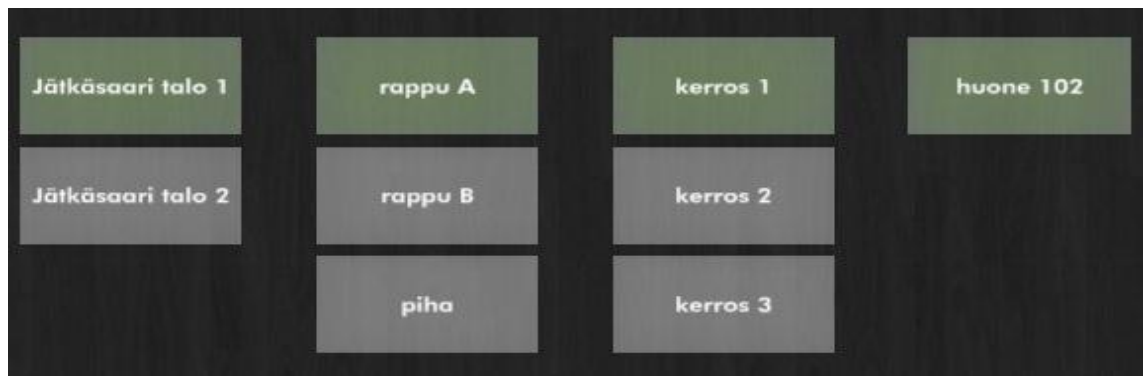 Jätkäsaari talo 1
rappu A
kerros 1
huone 102
Jätkäsaari talo 2
rappu B
kerros 2
piha
kerros 3